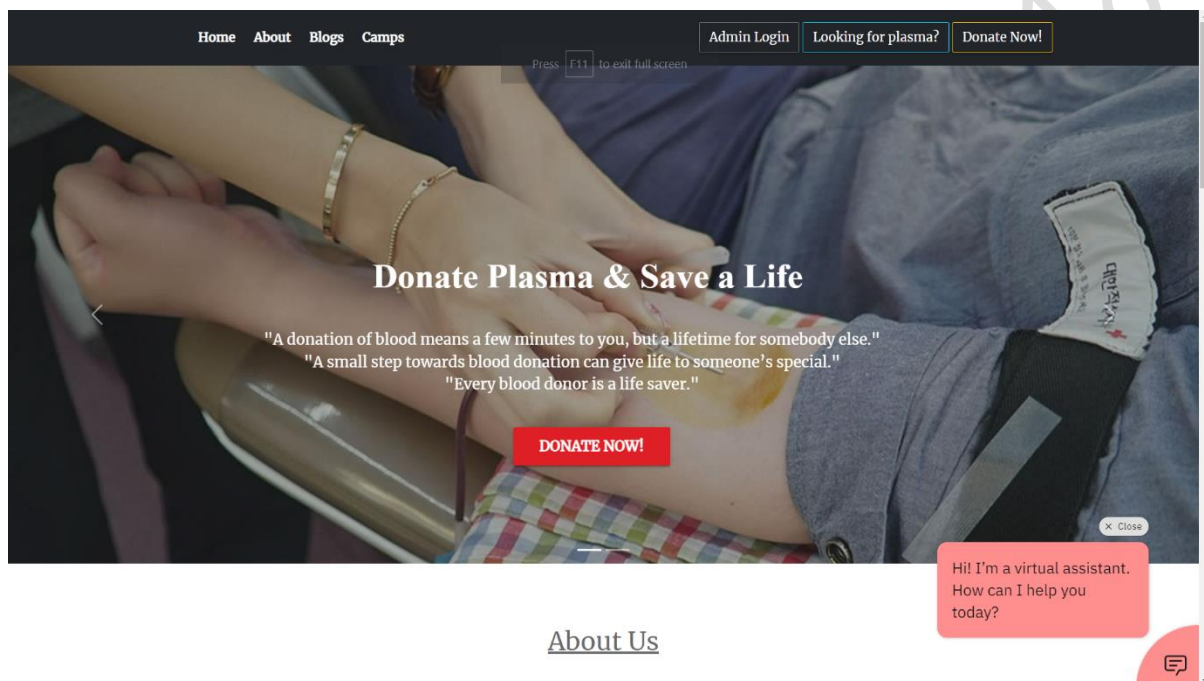 Home About Blogs Camps Admin Login Looking for plasma? Donate Now!
Press F11 to exit full screen
Donate Plasma & Save a Life
"A donation of blood means a few minutes to you, but a lifetime for somebody else."
"A small step towards blood donation can give life to someone’s special."
"Every blood donor is a life saver."
DONATE NOW!
× Close
Hi! I’m a virtual assistant.
How can I help you
today?
About Us